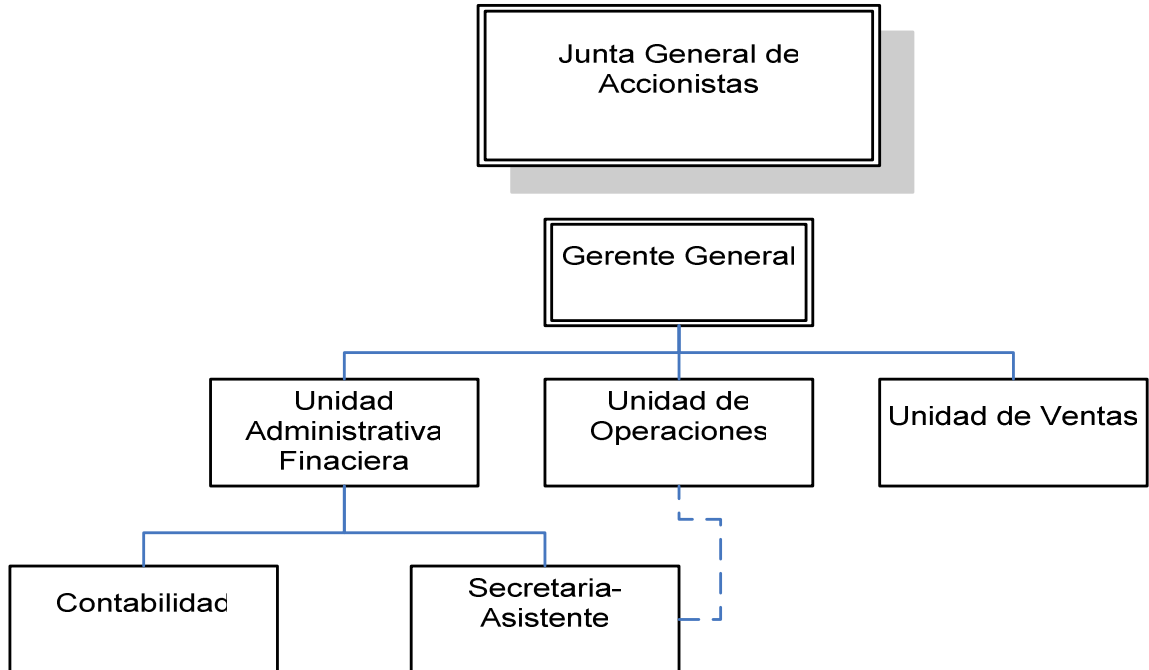 Junta General de
Accionistas
Gerente General
Unidad
Administrativa
Finaciera
Unidad de
Operaciones
Unidad de Ventas
Contabilidad
Secretaria-
Asistente